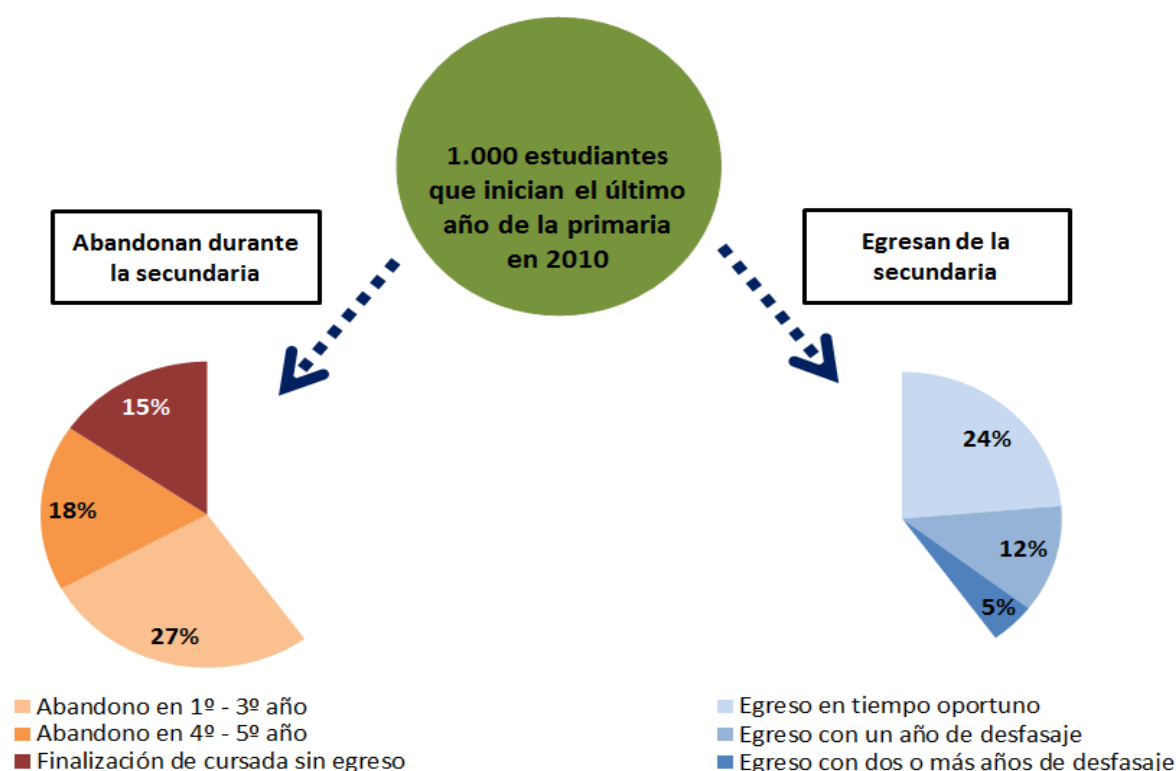 1.000 estudiantes
que inician el último
año de la primaria
en 2010
Abandonan durante
la secundaria
Egresan de la
secundaria
15%
18%
27%
24%
12%
5%
Abandono en 1º - 3º año
Abandono en 4º - 5º año
Finalización de cursada sin egreso
Egreso en tiempo oportuno
Egreso con un año de desfasaje
Egreso con dos o más años de desfasaje